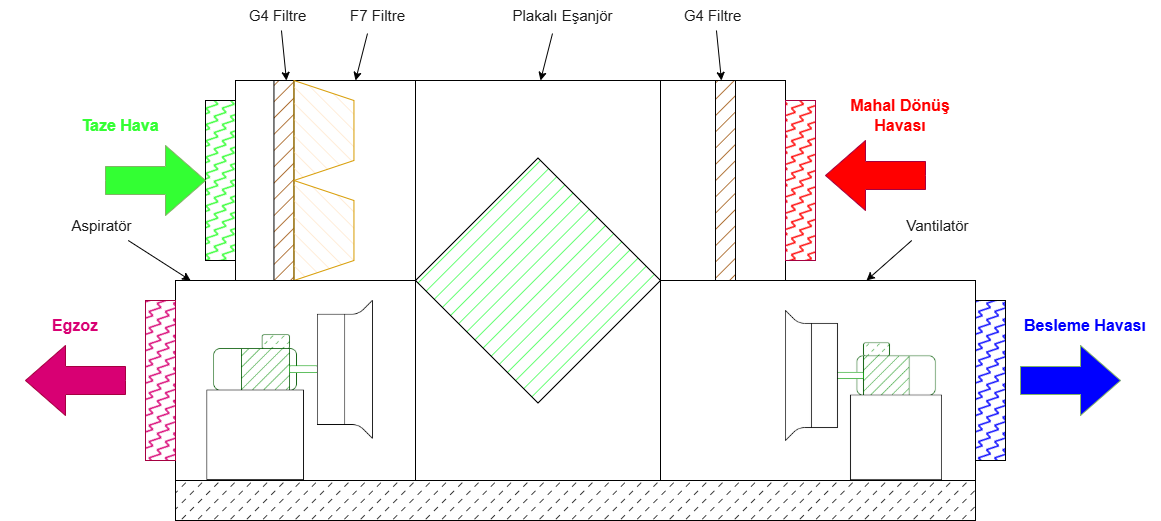 G4 Filtre
F7 Filtre
Plakalı Eşanjör
G4 Filtre
Taze Hava
Mahal Dönüş
Havası
Aspiratör
Vantilatör
Egzoz
Besleme Havası